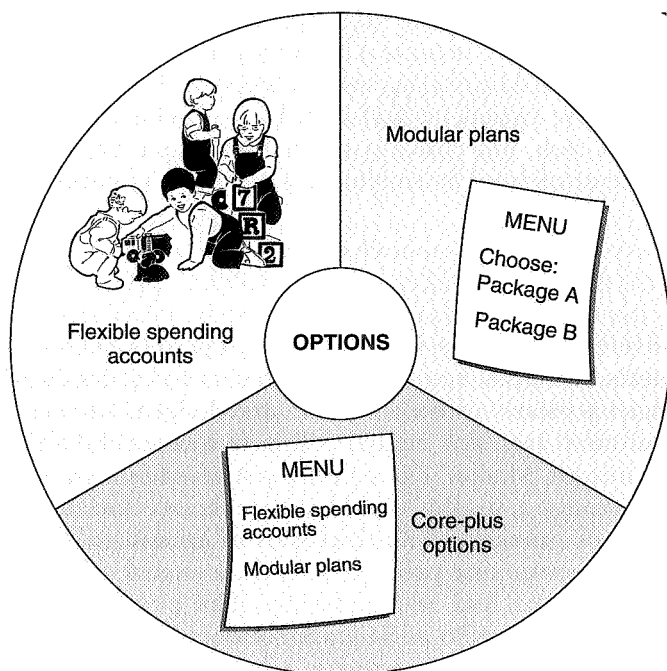 Modular plans
MENU
Choose:
Package A
Package B
7
R
2
Flexible spending
accounts
OPTIONS
MENU
Flexible spending
accounts
Modular plans
Core-plus
options